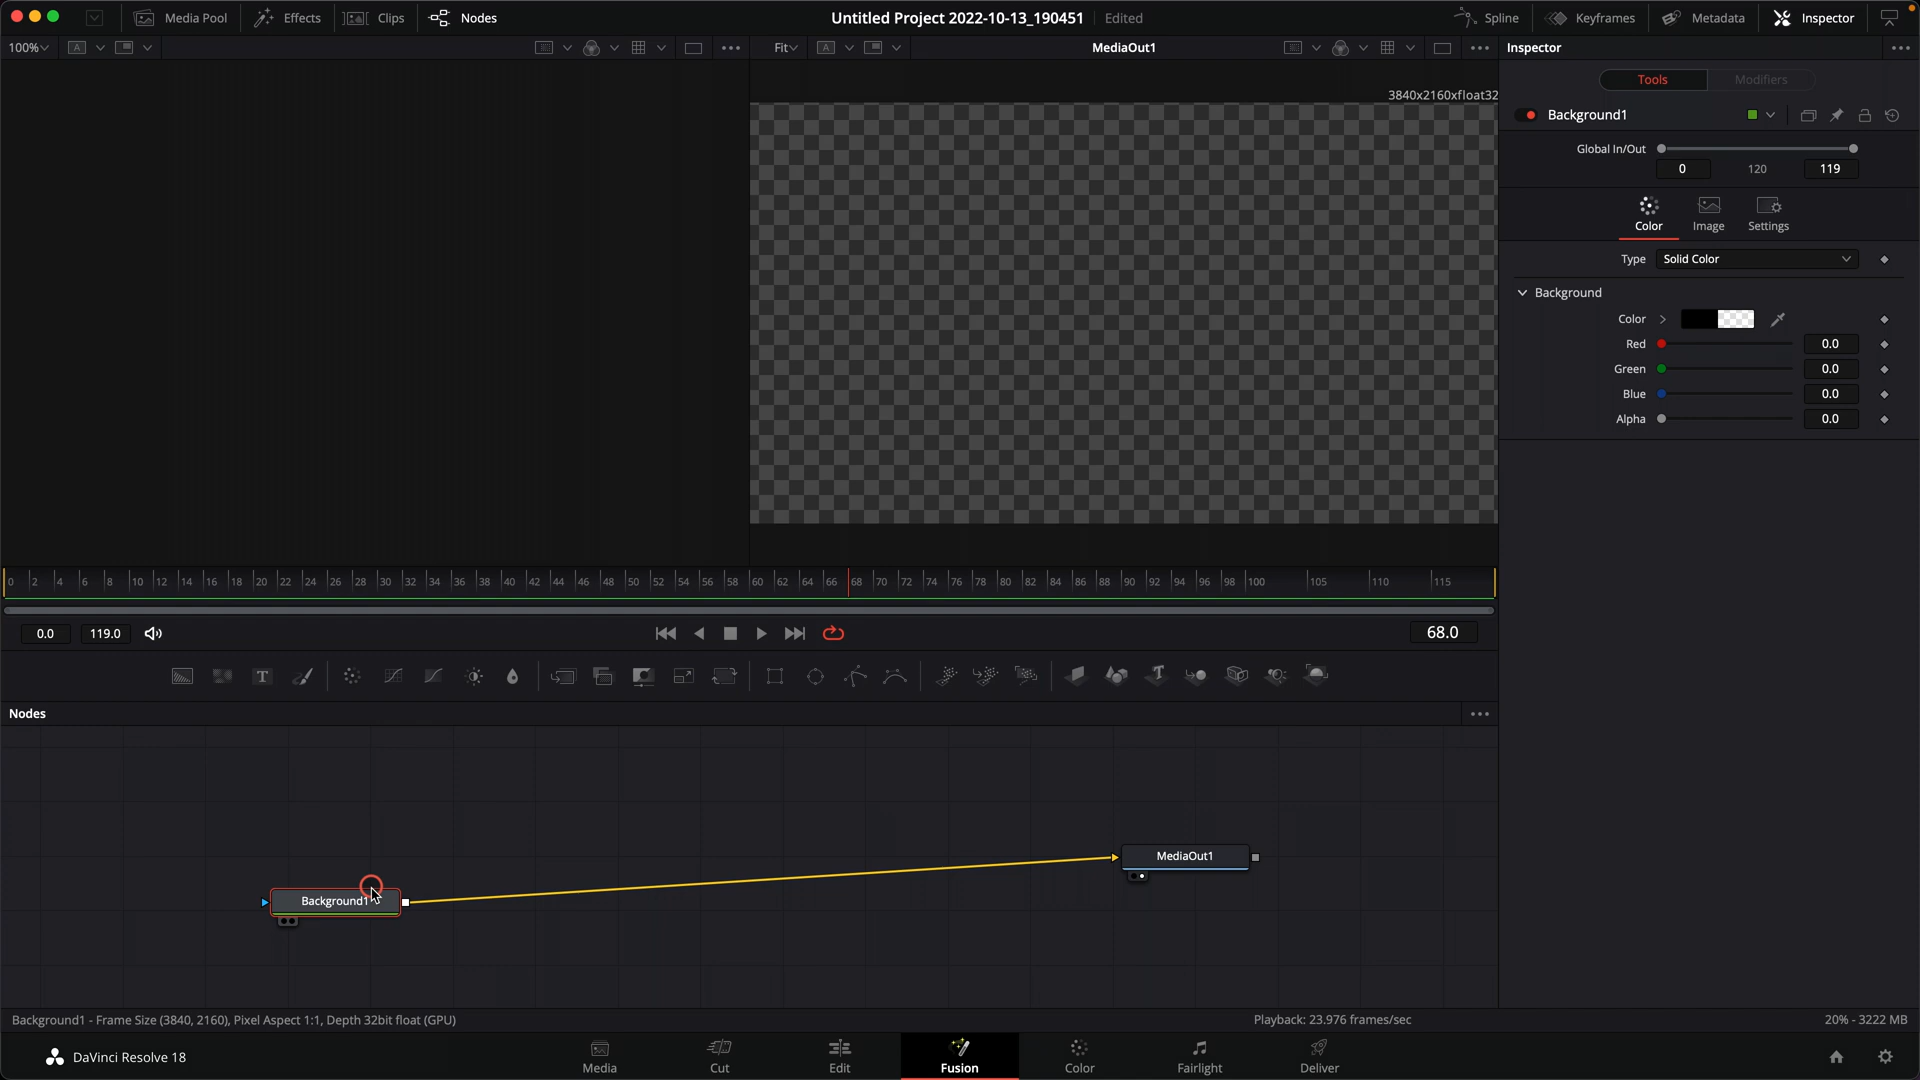 Media Pool Effects Clips Nodes Untitled Project 2022-10-13_190451 Edited Spline Keyframes Metadata Inspector
100% A Fit A MediaOut1 Inspector
Tools Modifiers
3840x2160xfloat32
Background1
Global In/Out
0 120 119
Color Image Settings
Type Solid Color
Background
Color
Red 0.0
Green 0.0
Blue 0.0
Alpha 0.0
0 2 4 6 8 10 12 14 16 18 20 22 24 26 28 30 32 34 36 38 40 42 44 46 48 50 52 54 56 58 60 62 64 66 68 70 72 74 76 78 80 82 84 86 88 90 92 94 96 98 100 105 110 115
0.0 119.0 68.0
T T
Nodes
MediaOut1
Background1
Background1 - Frame Size (3840, 2160), Pixel Aspect 1:1, Depth 32bit float (GPU) Playback: 23.976 frames/sec 20% - 3222 MB
DaVinci Resolve 18 Media Cut Edit Fusion Color Fairlight Deliver